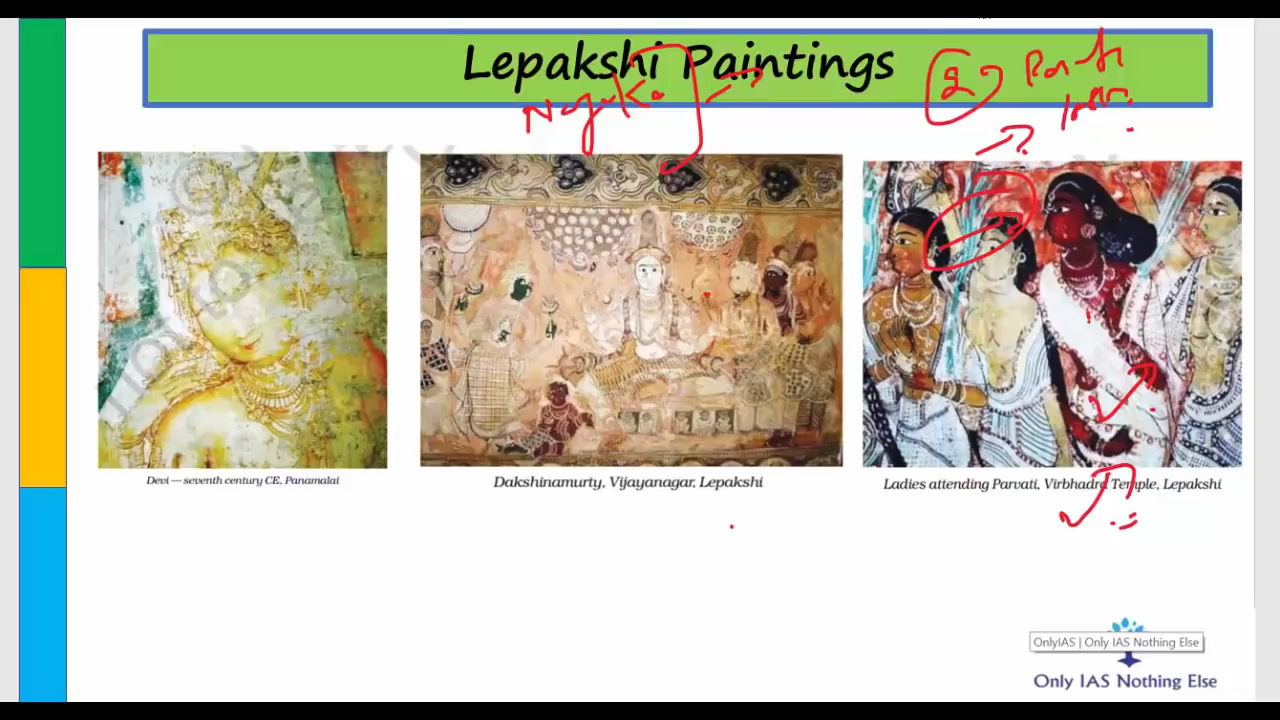 Lepakshi Paintings
Nayaka
Devi — seventh century CE, Panamalai
Dakshinamurty, Vijayanagar, Lepakshi
Ladies attending Parvati, Virbhadra Temple, Lepakshi
OnlyIAS | Only IAS Nothing Else
Only IAS Nothing Else